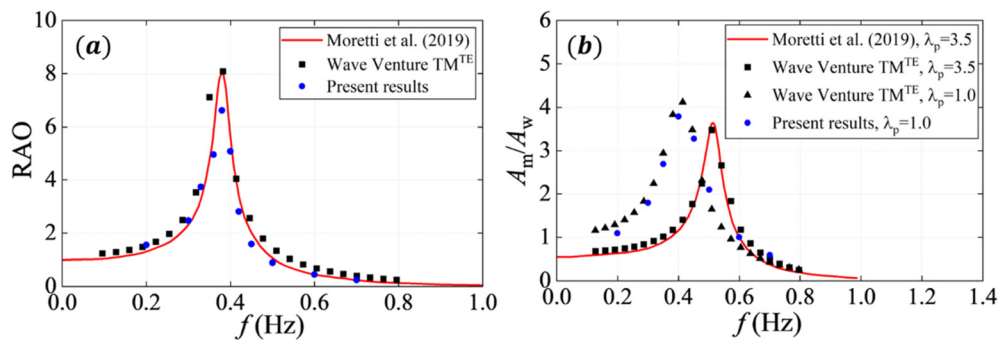 (a)
Moretti et al. (2019)
Wave Venture TMᵀᴱ
Present results
RAO
10
8
6
4
2
0
0.0 0.2 0.4 0.6 0.8 1.0
f (Hz)
(b)
Moretti et al. (2019), λp=3.5
Wave Venture TMᵀᴱ, λp=3.5
Wave Venture TMᵀᴱ, λp=1.0
Present results, λp=1.0
Am/Aw
6
5
4
3
2
1
0
0.0 0.2 0.4 0.6 0.8 1.0 1.2 1.4
f (Hz)